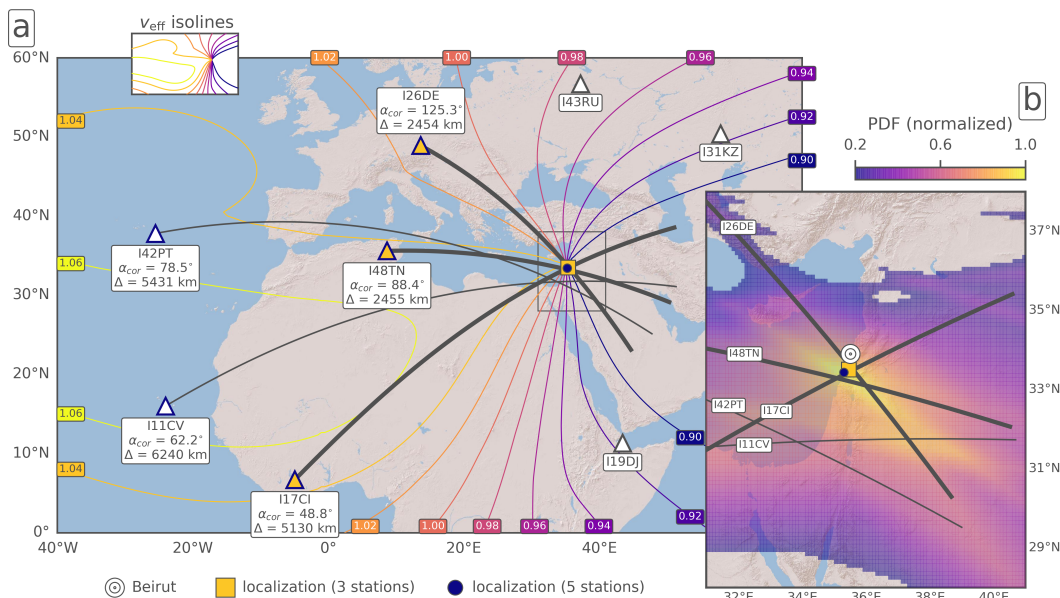 a
v_eff isolines
60°N
50°N
40°N
30°N
20°N
10°N
0°
40°W
20°W
0°
20°E
40°E
1.02
1.00
0.98
0.96
0.94
0.92
0.90
1.04
1.06
1.06
1.04
1.02
1.00
0.98
0.96
0.94
0.92
0.90
I26DE
α_cor = 125.3°
Δ = 2454 km
I43RU
I31KZ
I42PT
α_cor = 78.5°
Δ = 5431 km
I48TN
α_cor = 88.4°
Δ = 2455 km
I11CV
α_cor = 62.2°
Δ = 6240 km
I17CI
α_cor = 48.8°
Δ = 5130 km
I19DJ
b
PDF (normalized)
0.2
0.6
1.0
I26DE
I48TN
I42PT
I17CI
I11CV
37°N
35°N
33°N
31°N
29°N
32°E
34°E
36°E
38°E
40°E
Beirut
localization (3 stations)
localization (5 stations)